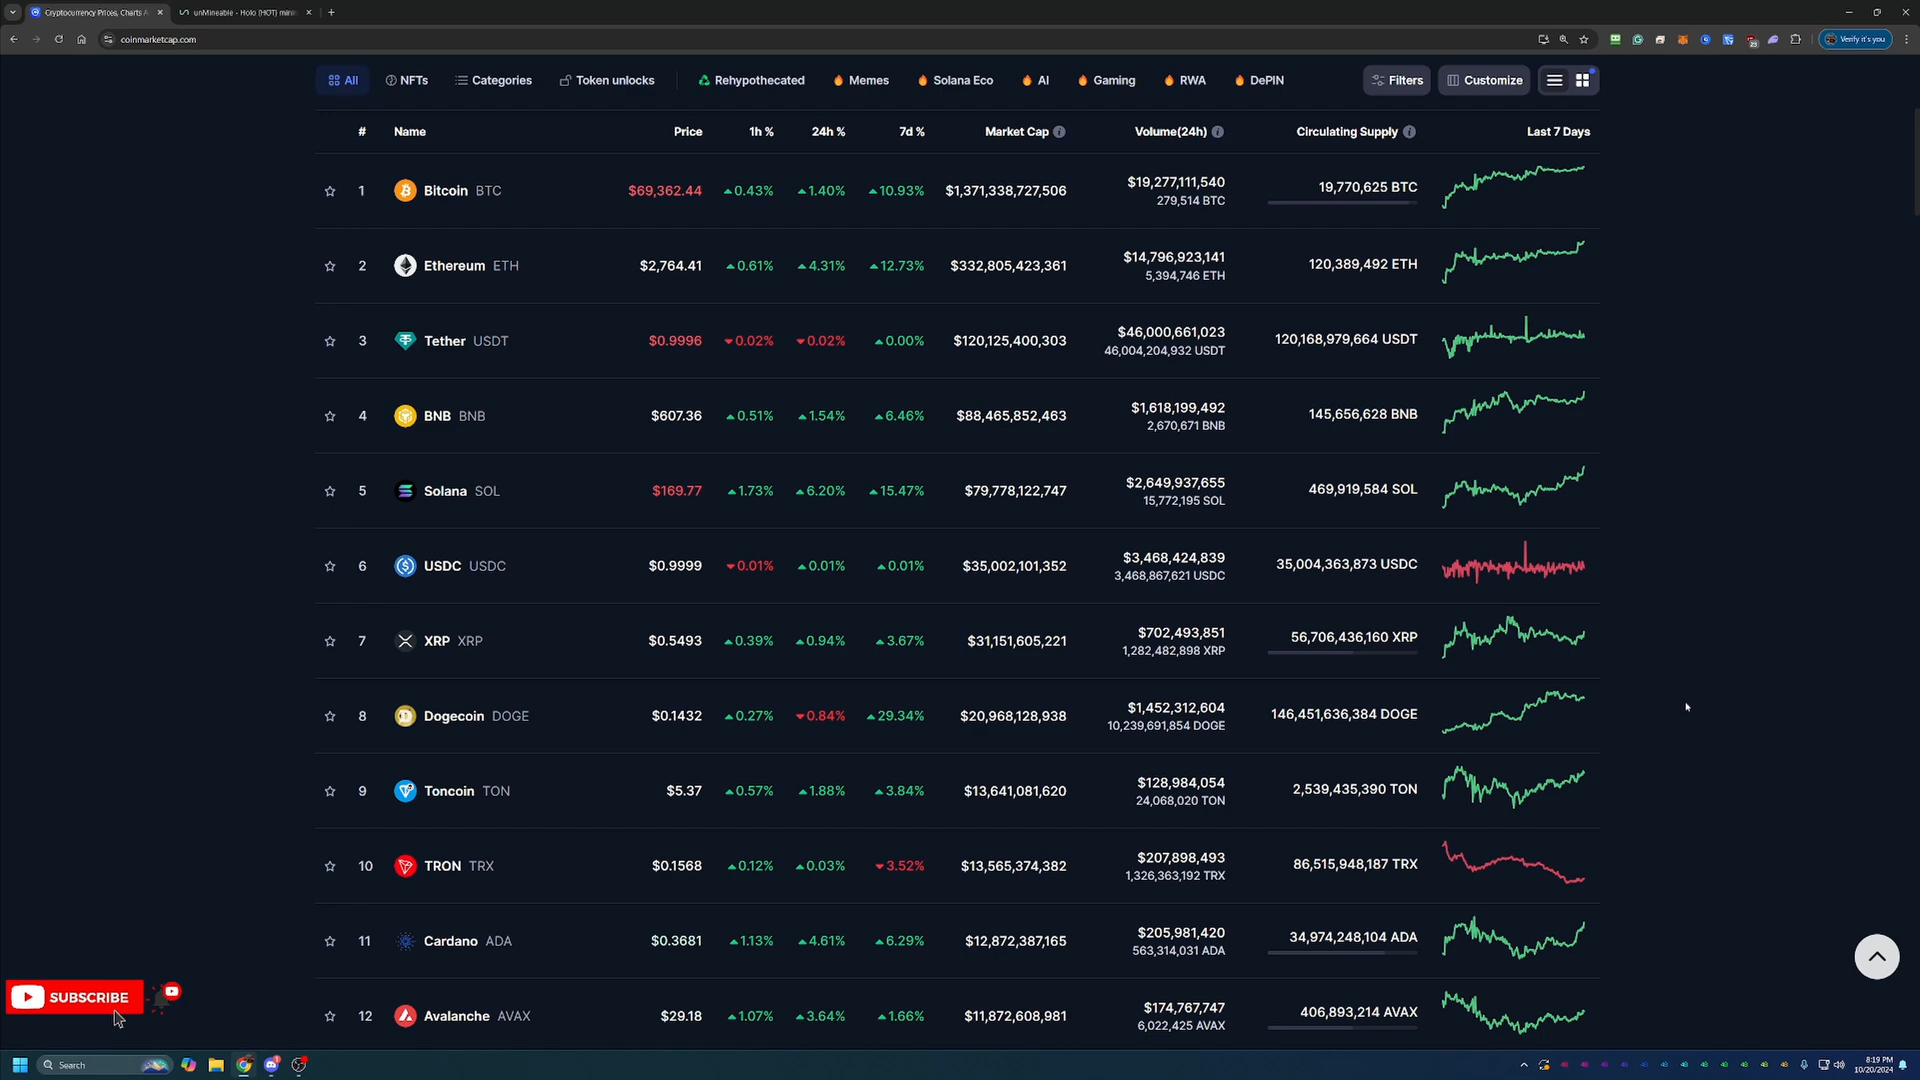 Cryptocurrency Prices, Charts A
unMineable - Holo (HOT) mini
coinmarketcap.com
23
Verify it's you
All
NFTs
Categories
Token unlocks
Rehypothecated
Memes
Solana Eco
AI
Gaming
RWA
DePIN
Filters
Customize
# Name Price 1h % 24h % 7d % Market Cap Volume(24h) Circulating Supply Last 7 Days
1 Bitcoin BTC $69,362.44 0.43% 1.40% 10.93% $1,371,338,727,506 $19,277,111,540 19,770,625 BTC
279,514 BTC
2 Ethereum ETH $2,764.41 0.61% 4.31% 12.73% $332,805,423,361 $14,796,923,141 120,389,492 ETH
5,394,746 ETH
3 Tether USDT $0.9996 0.02% 0.02% 0.00% $120,125,400,303 $46,000,661,023 120,168,979,664 USDT
46,004,204,932 USDT
4 BNB BNB $607.36 0.51% 1.54% 6.46% $88,465,852,463 $1,618,199,492 145,656,628 BNB
2,670,671 BNB
5 Solana SOL $169.77 1.73% 6.20% 15.47% $79,778,122,747 $2,649,937,655 469,919,584 SOL
15,772,195 SOL
6 USDC USDC $0.9999 0.01% 0.01% 0.01% $35,002,101,352 $3,468,424,839 35,004,363,873 USDC
3,468,867,621 USDC
7 XRP XRP $0.5493 0.39% 0.94% 3.67% $31,151,605,221 $702,493,851 56,706,436,160 XRP
1,282,482,898 XRP
8 Dogecoin DOGE $0.1432 0.27% 0.84% 29.34% $20,968,128,938 $1,452,312,604 146,451,636,384 DOGE
10,239,691,854 DOGE
9 Toncoin TON $5.37 0.57% 1.88% 3.84% $13,641,081,620 $128,984,054 2,539,435,390 TON
24,068,020 TON
10 TRON TRX $0.1568 0.12% 0.03% 3.52% $13,565,374,382 $207,898,493 86,515,948,187 TRX
1,326,363,192 TRX
11 Cardano ADA $0.3681 1.13% 4.61% 6.29% $12,872,387,165 $205,981,420 34,974,248,104 ADA
563,314,031 ADA
12 Avalanche AVAX $29.18 1.07% 3.64% 1.66% $11,872,608,981 $174,767,747 406,893,214 AVAX
6,022,425 AVAX
SUBSCRIBE
Search
8:19 PM
10/20/2024